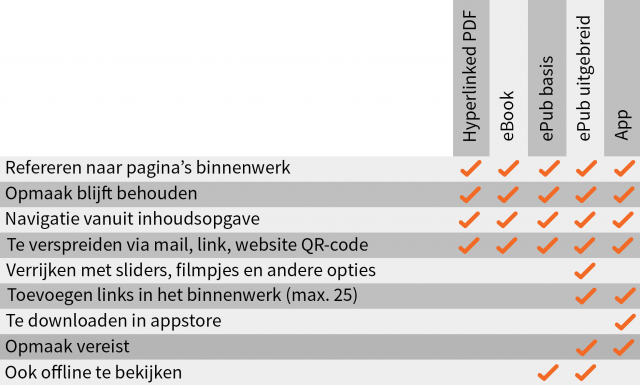 Hyperlinked PDF
eBook
ePub basis
ePub uitgebreid
App
Refereren naar pagina’s binnenwerk
Opmaak blijft behouden
Navigatie vanuit inhoudsopgave
Te verspreiden via mail, link, website QR-code
Verrijken met sliders, filmpjes en andere opties
Toevoegen links in het binnenwerk (max. 25)
Te downloaden in appstore
Opmaak vereist
Ook offline te bekijken